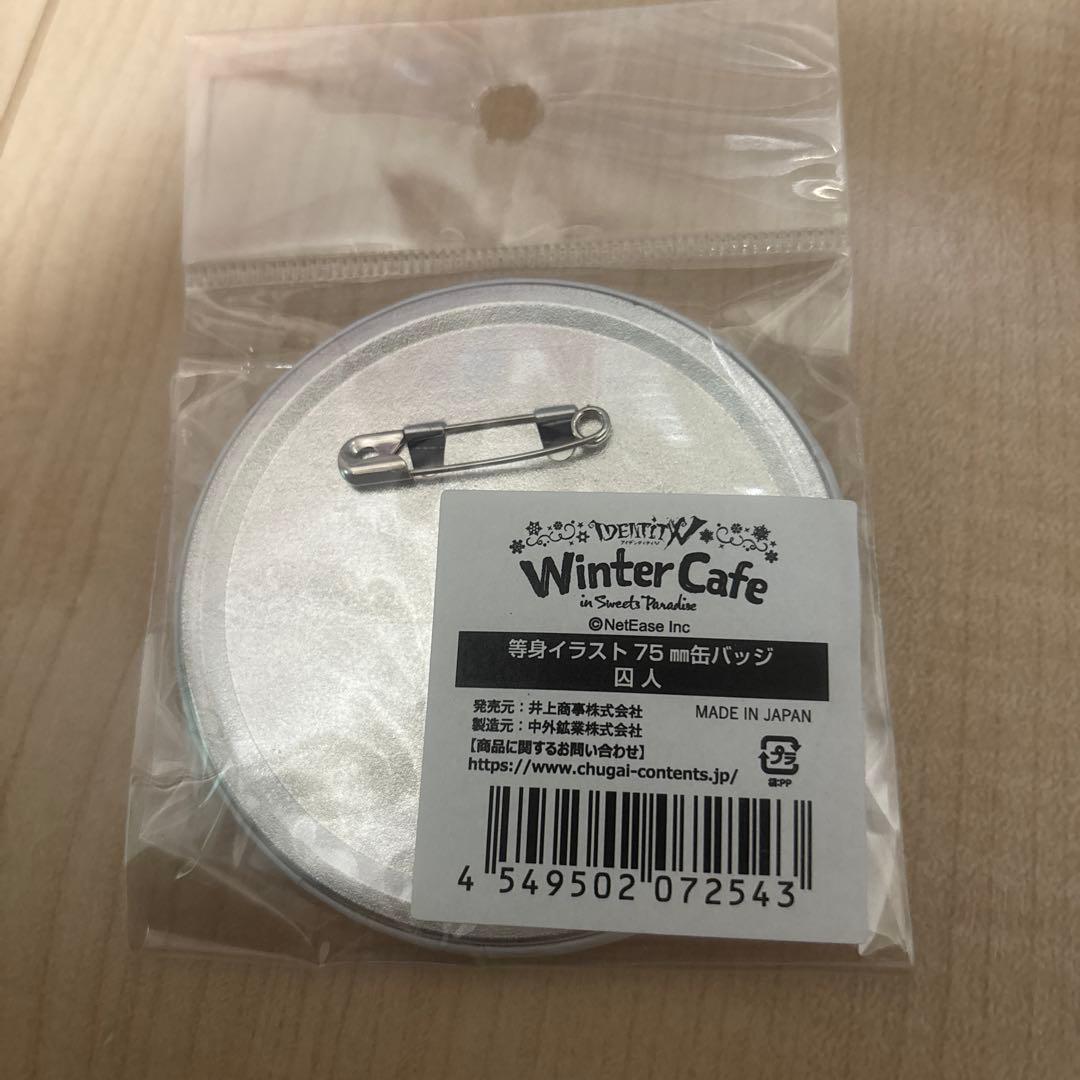 IDENTITY V
アイデンティティV
Winter Cafe
in Sweets Paradise
©NetEase Inc
等身イラスト 75 ㎜缶バッジ
囚人
発売元：井上商事株式会社
製造元：中外鉱業株式会社
MADE IN JAPAN
【商品に関するお問い合わせ】
https://www.chugai-contents.jp/
プラ
袋:PP
4 549502 072543